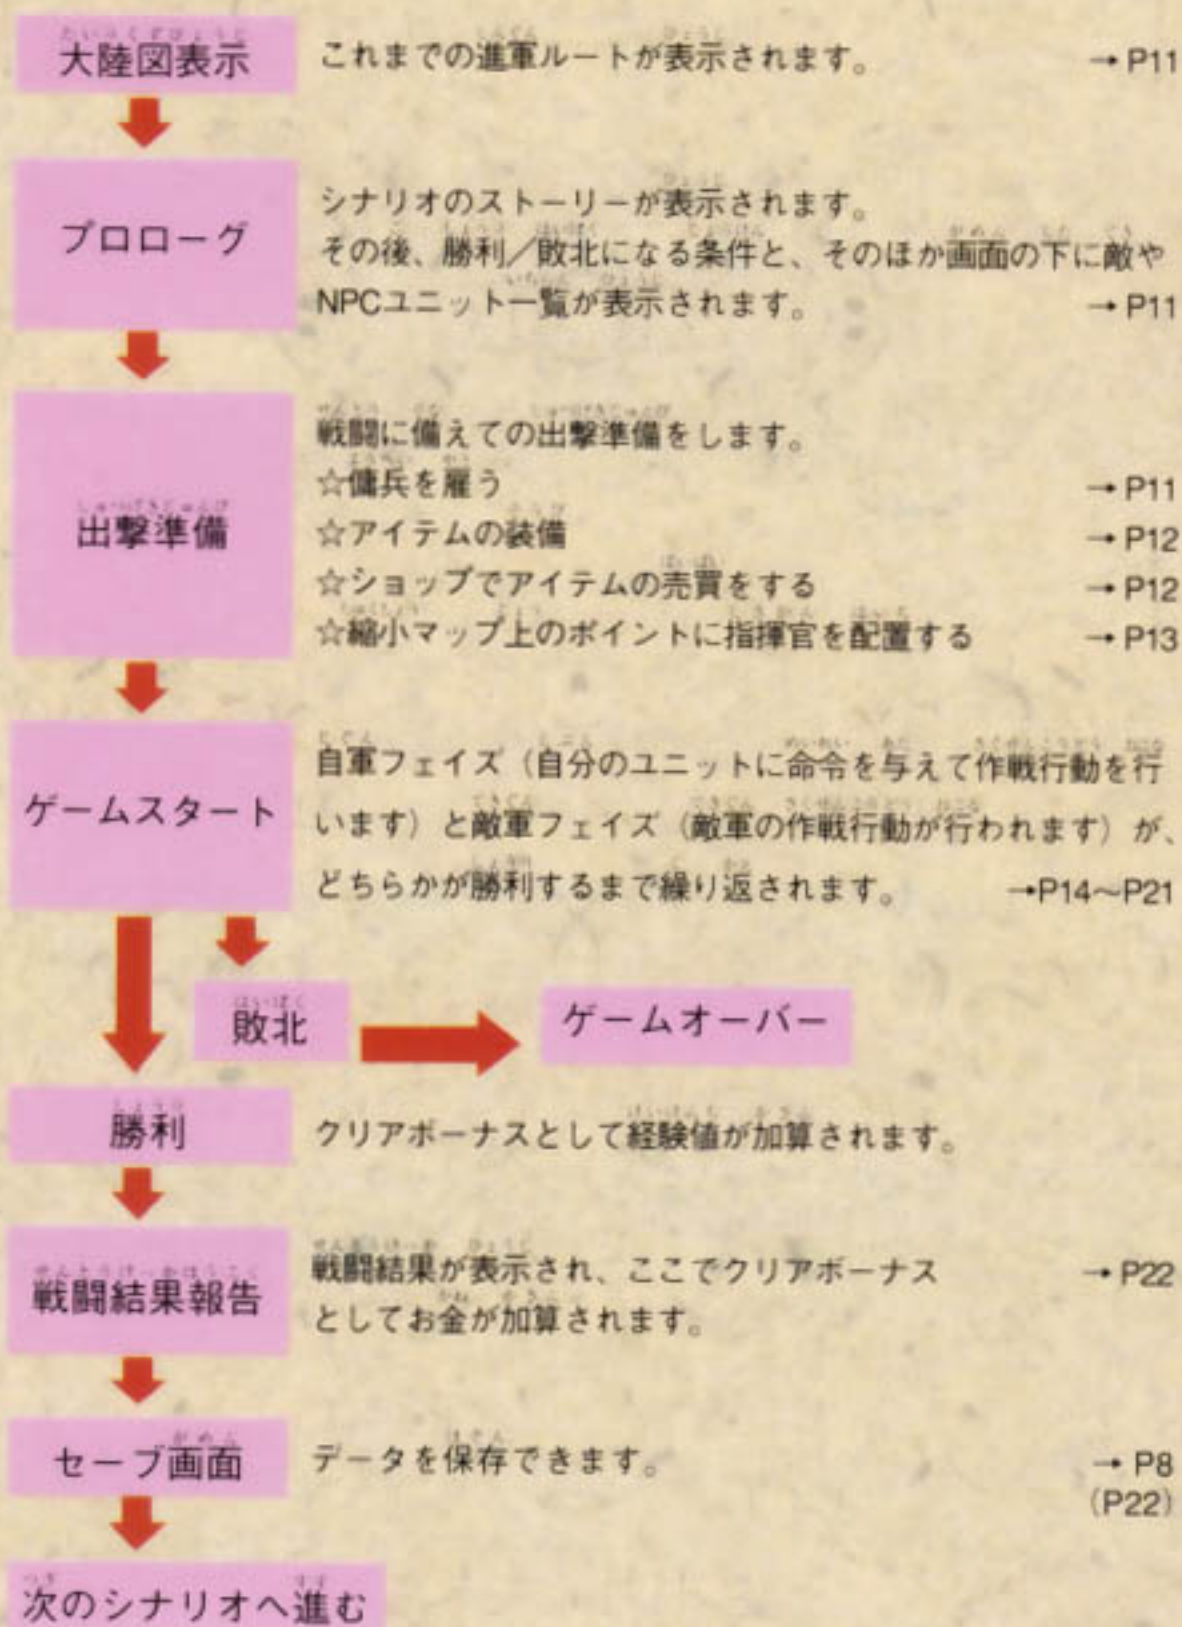 大陸図表示
これまでの進軍ルートが表示されます。 → P11
プロローグ
シナリオのストーリーが表示されます。
その後、勝利／敗北になる条件と、そのほか画面の下に敵や
NPCユニット一覧が表示されます。 → P11
出撃準備
戦闘に備えての出撃準備をします。
☆傭兵を雇う → P11
☆アイテムの装備 → P12
☆ショップでアイテムの売買をする → P12
☆縮小マップ上のポイントに指揮官を配置する → P13
ゲームスタート
自軍フェイズ（自分のユニットに命令を与えて作戦行動を行
います）と敵軍フェイズ（敵軍の作戦行動が行われます）が、
どちらかが勝利するまで繰り返されます。 →P14〜P21
敗北
ゲームオーバー
勝利
クリアボーナスとして経験値が加算されます。
戦闘結果報告
戦闘結果が表示され、ここでクリアボーナス → P22
としてお金が加算されます。
セーブ画面
データを保存できます。 → P8
(P22)
次のシナリオへ進む